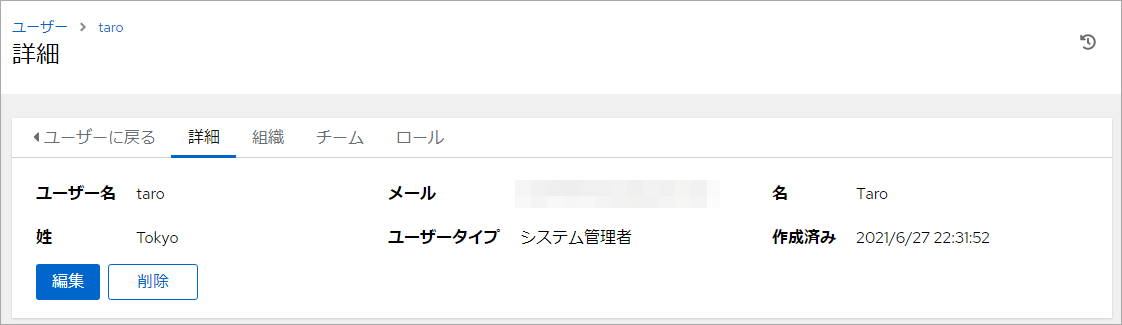 ユーザー > taro
詳細
ユーザーに戻る 詳細 組織 チーム ロール
ユーザー名 taro メール 名 Taro
姓 Tokyo ユーザータイプ システム管理者 作成済み 2021/6/27 22:31:52
編集 削除